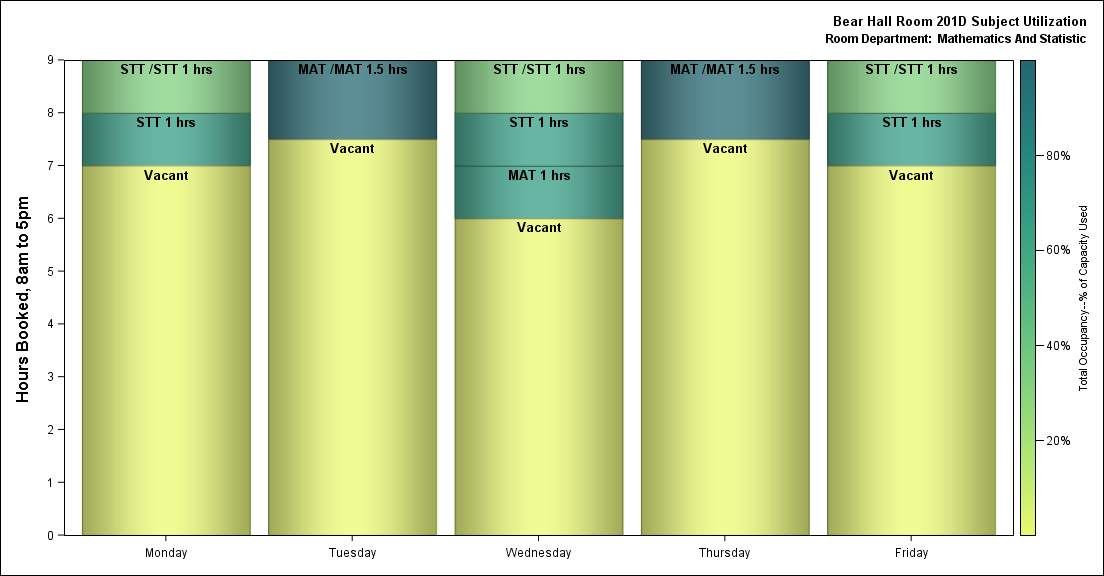 Bear Hall Room 201D Subject Utilization
Room Department: Mathematics And Statistic
Hours Booked, 8am to 5pm
9
8
7
6
5
4
3
2
1
0
STT /STT 1 hrs
STT 1 hrs
Vacant
MAT /MAT 1.5 hrs
Vacant
STT /STT 1 hrs
STT 1 hrs
MAT 1 hrs
Vacant
MAT /MAT 1.5 hrs
Vacant
STT /STT 1 hrs
STT 1 hrs
Vacant
Monday
Tuesday
Wednesday
Thursday
Friday
80%
60%
40%
20%
Total Occupancy--% of Capacity Used